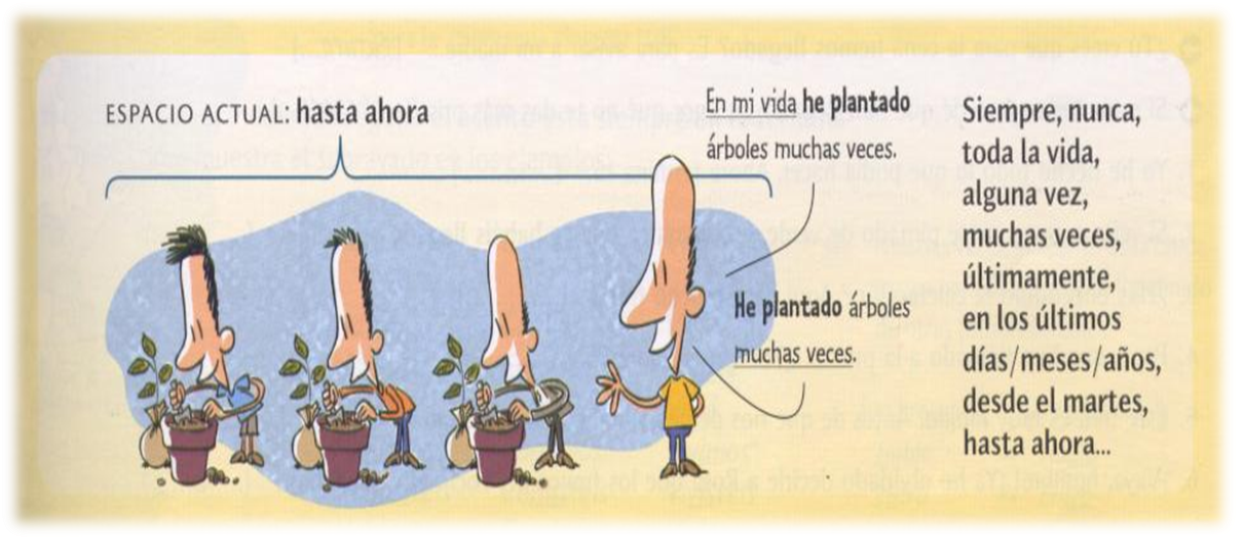 ESPACIO ACTUAL: hasta ahora
En mi vida he plantado
árboles muchas veces.
He plantado árboles
muchas veces.
Siempre, nunca,
toda la vida,
alguna vez,
muchas veces,
últimamente,
en los últimos
días/meses/años,
desde el martes,
hasta ahora...